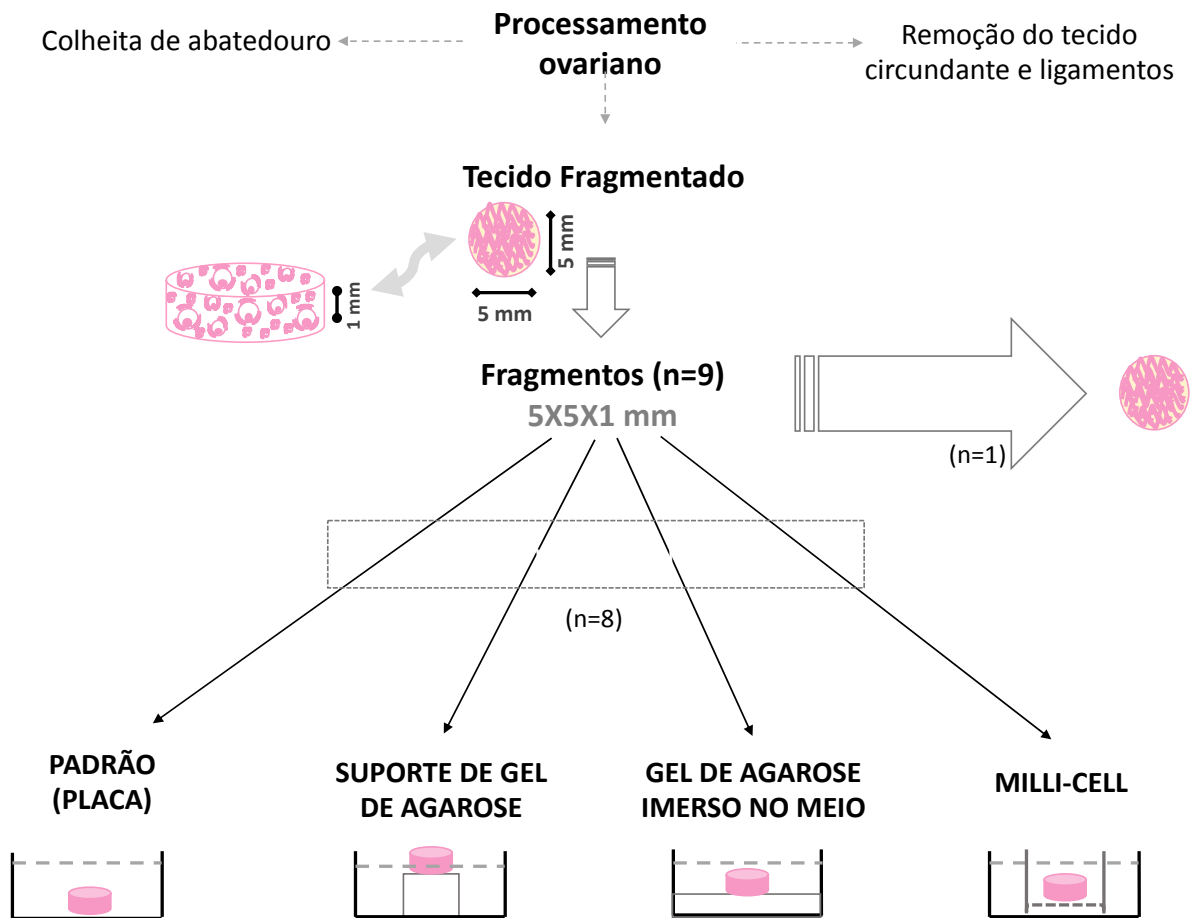 Processamento
ovariano
Colheita de abatedouro
Remoção do tecido
circundante e ligamentos
Tecido Fragmentado
5 mm
1 mm
5 mm
Fragmentos (n=9)
5X5X1 mm
(n=1)
(n=8)
PADRÃO
(PLACA)
SUPORTE DE GEL
DE AGAROSE
GEL DE AGAROSE
IMERSO NO MEIO
MILLI-CELL